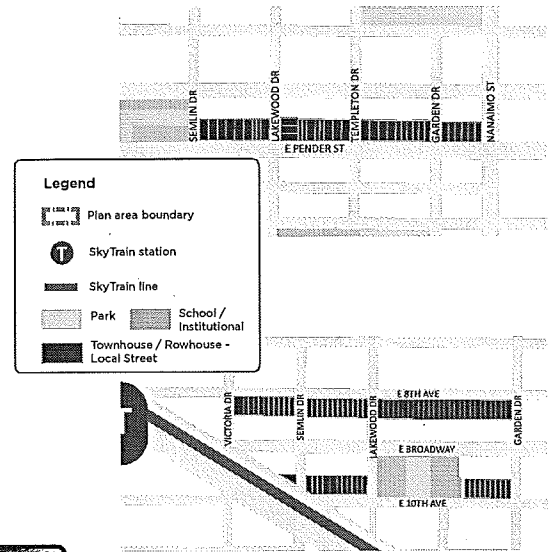 SEMLIN DR
LAKEWOOD DR
TEMPLETON DR
GARDEN DR
NANAIMO ST
E PENDER ST
Legend
Plan area boundary
T
SkyTrain station
SkyTrain line
Park
School /
Institutional
Townhouse / Rowhouse -
Local Street
VICTORIA DR
SEMLIN DR
LAKEWOOD DR
E 8TH AVE
GARDEN DR
E BROADWAY
E 10TH AVE